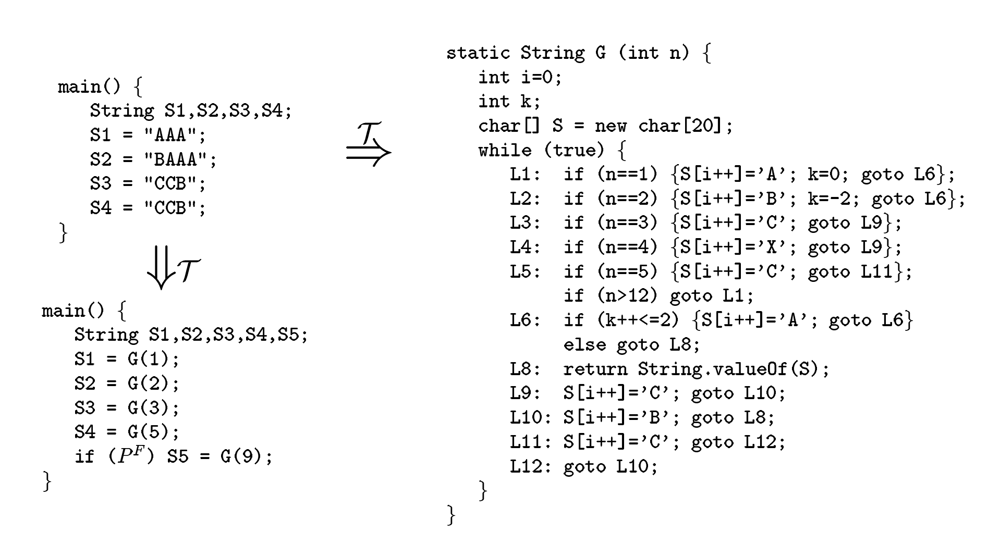 main() {
String S1,S2,S3,S4;
S1 = "AAA";
S2 = "BAAA";
S3 = "CCB";
S4 = "CCB";
}
𝒯
𝒯
main() {
String S1,S2,S3,S4,S5;
S1 = G(1);
S2 = G(2);
S3 = G(3);
S4 = G(5);
if (P^F) S5 = G(9);
}
static String G (int n) {
int i=0;
int k;
char[] S = new char[20];
while (true) {
L1: if (n==1) {S[i++]='A'; k=0; goto L6};
L2: if (n==2) {S[i++]='B'; k=-2; goto L6};
L3: if (n==3) {S[i++]='C'; goto L9};
L4: if (n==4) {S[i++]='X'; goto L9};
L5: if (n==5) {S[i++]='C'; goto L11};
if (n>12) goto L1;
L6: if (k++<=2) {S[i++]='A'; goto L6}
else goto L8;
L8: return String.valueOf(S);
L9: S[i++]='C'; goto L10;
L10: S[i++]='B'; goto L8;
L11: S[i++]='C'; goto L12;
L12: goto L10;
}
}